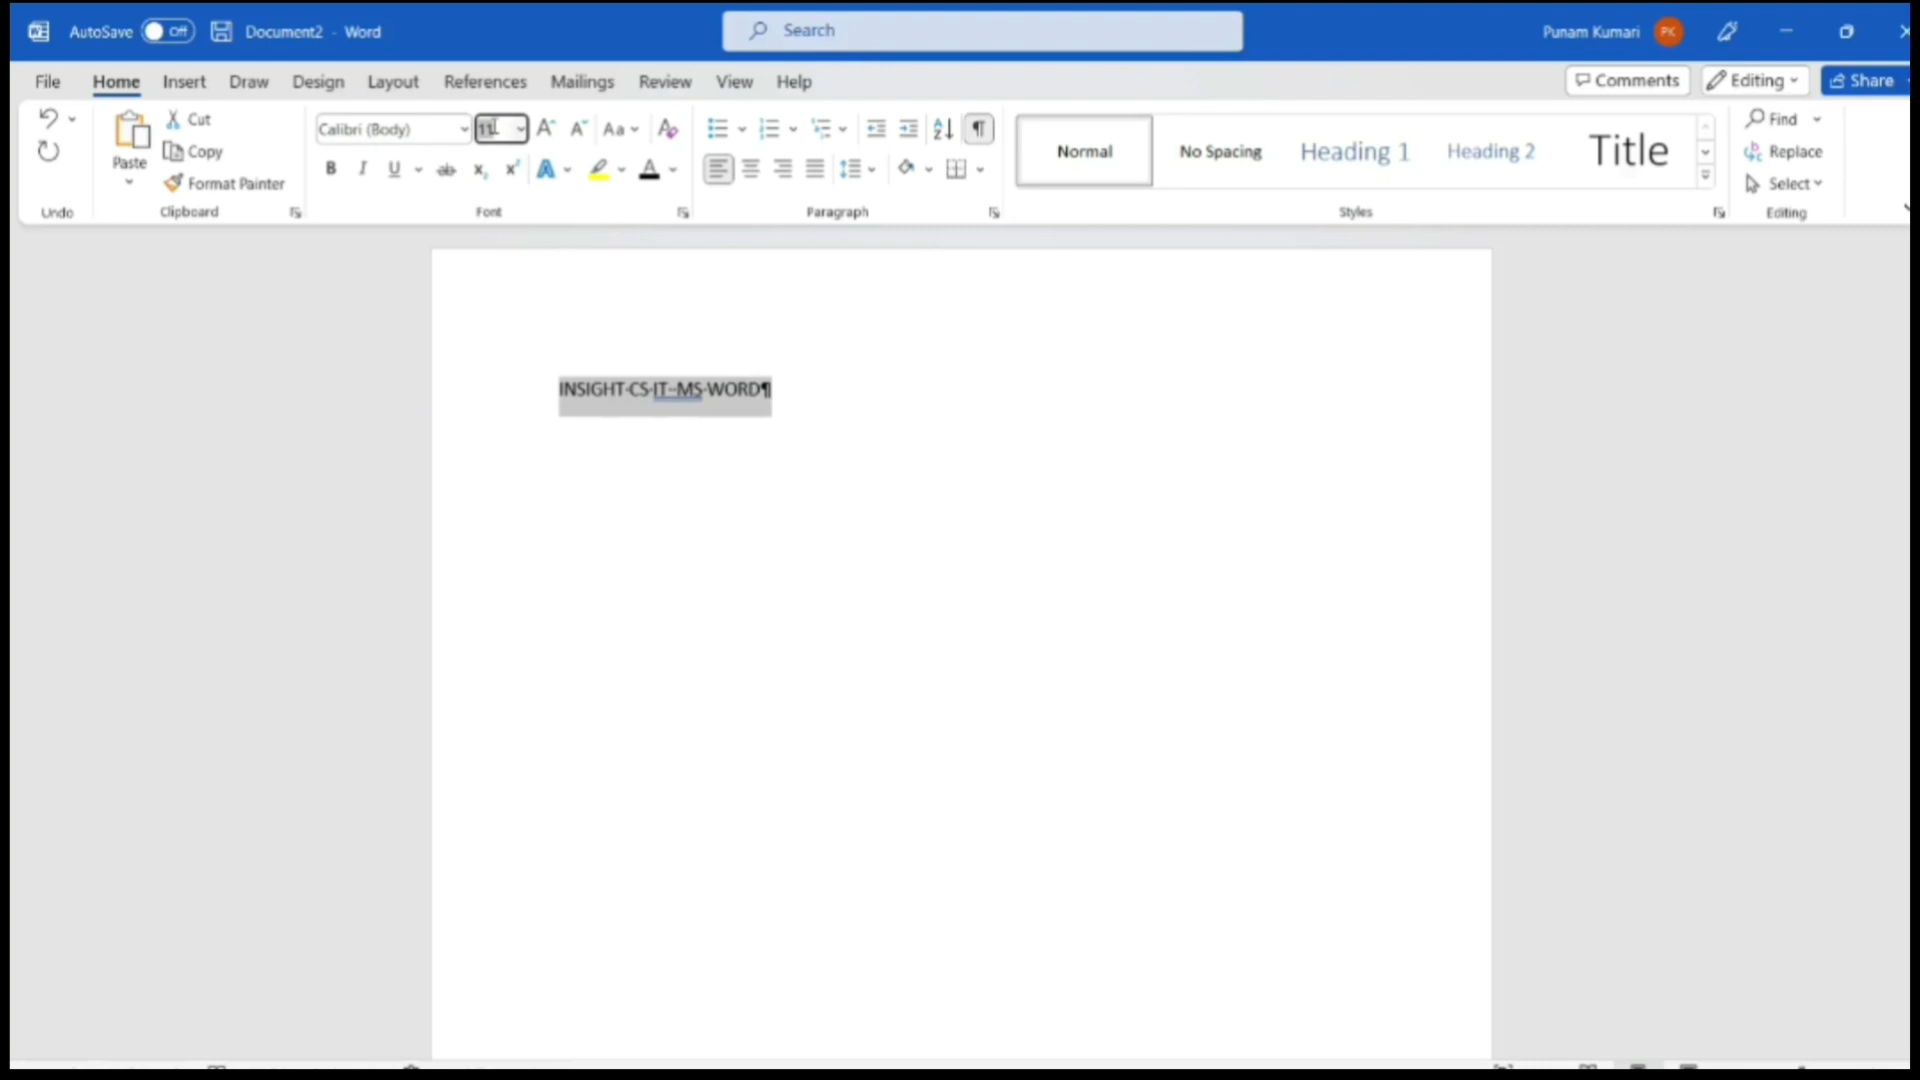 AutoSave Off Document2 - Word Search Punam Kumari PK
File Home Insert Draw Design Layout References Mailings Review View Help Comments Editing Share
Calibri (Body) 11 Aa
Paste Cut
Copy
Format Painter
B I U ab
Normal No Spacing Heading 1 Heading 2 Title
Find
Replace
Select
Undo Clipboard Font Paragraph Styles Editing
INSIGHT·CS·IT·-MS·WORD¶